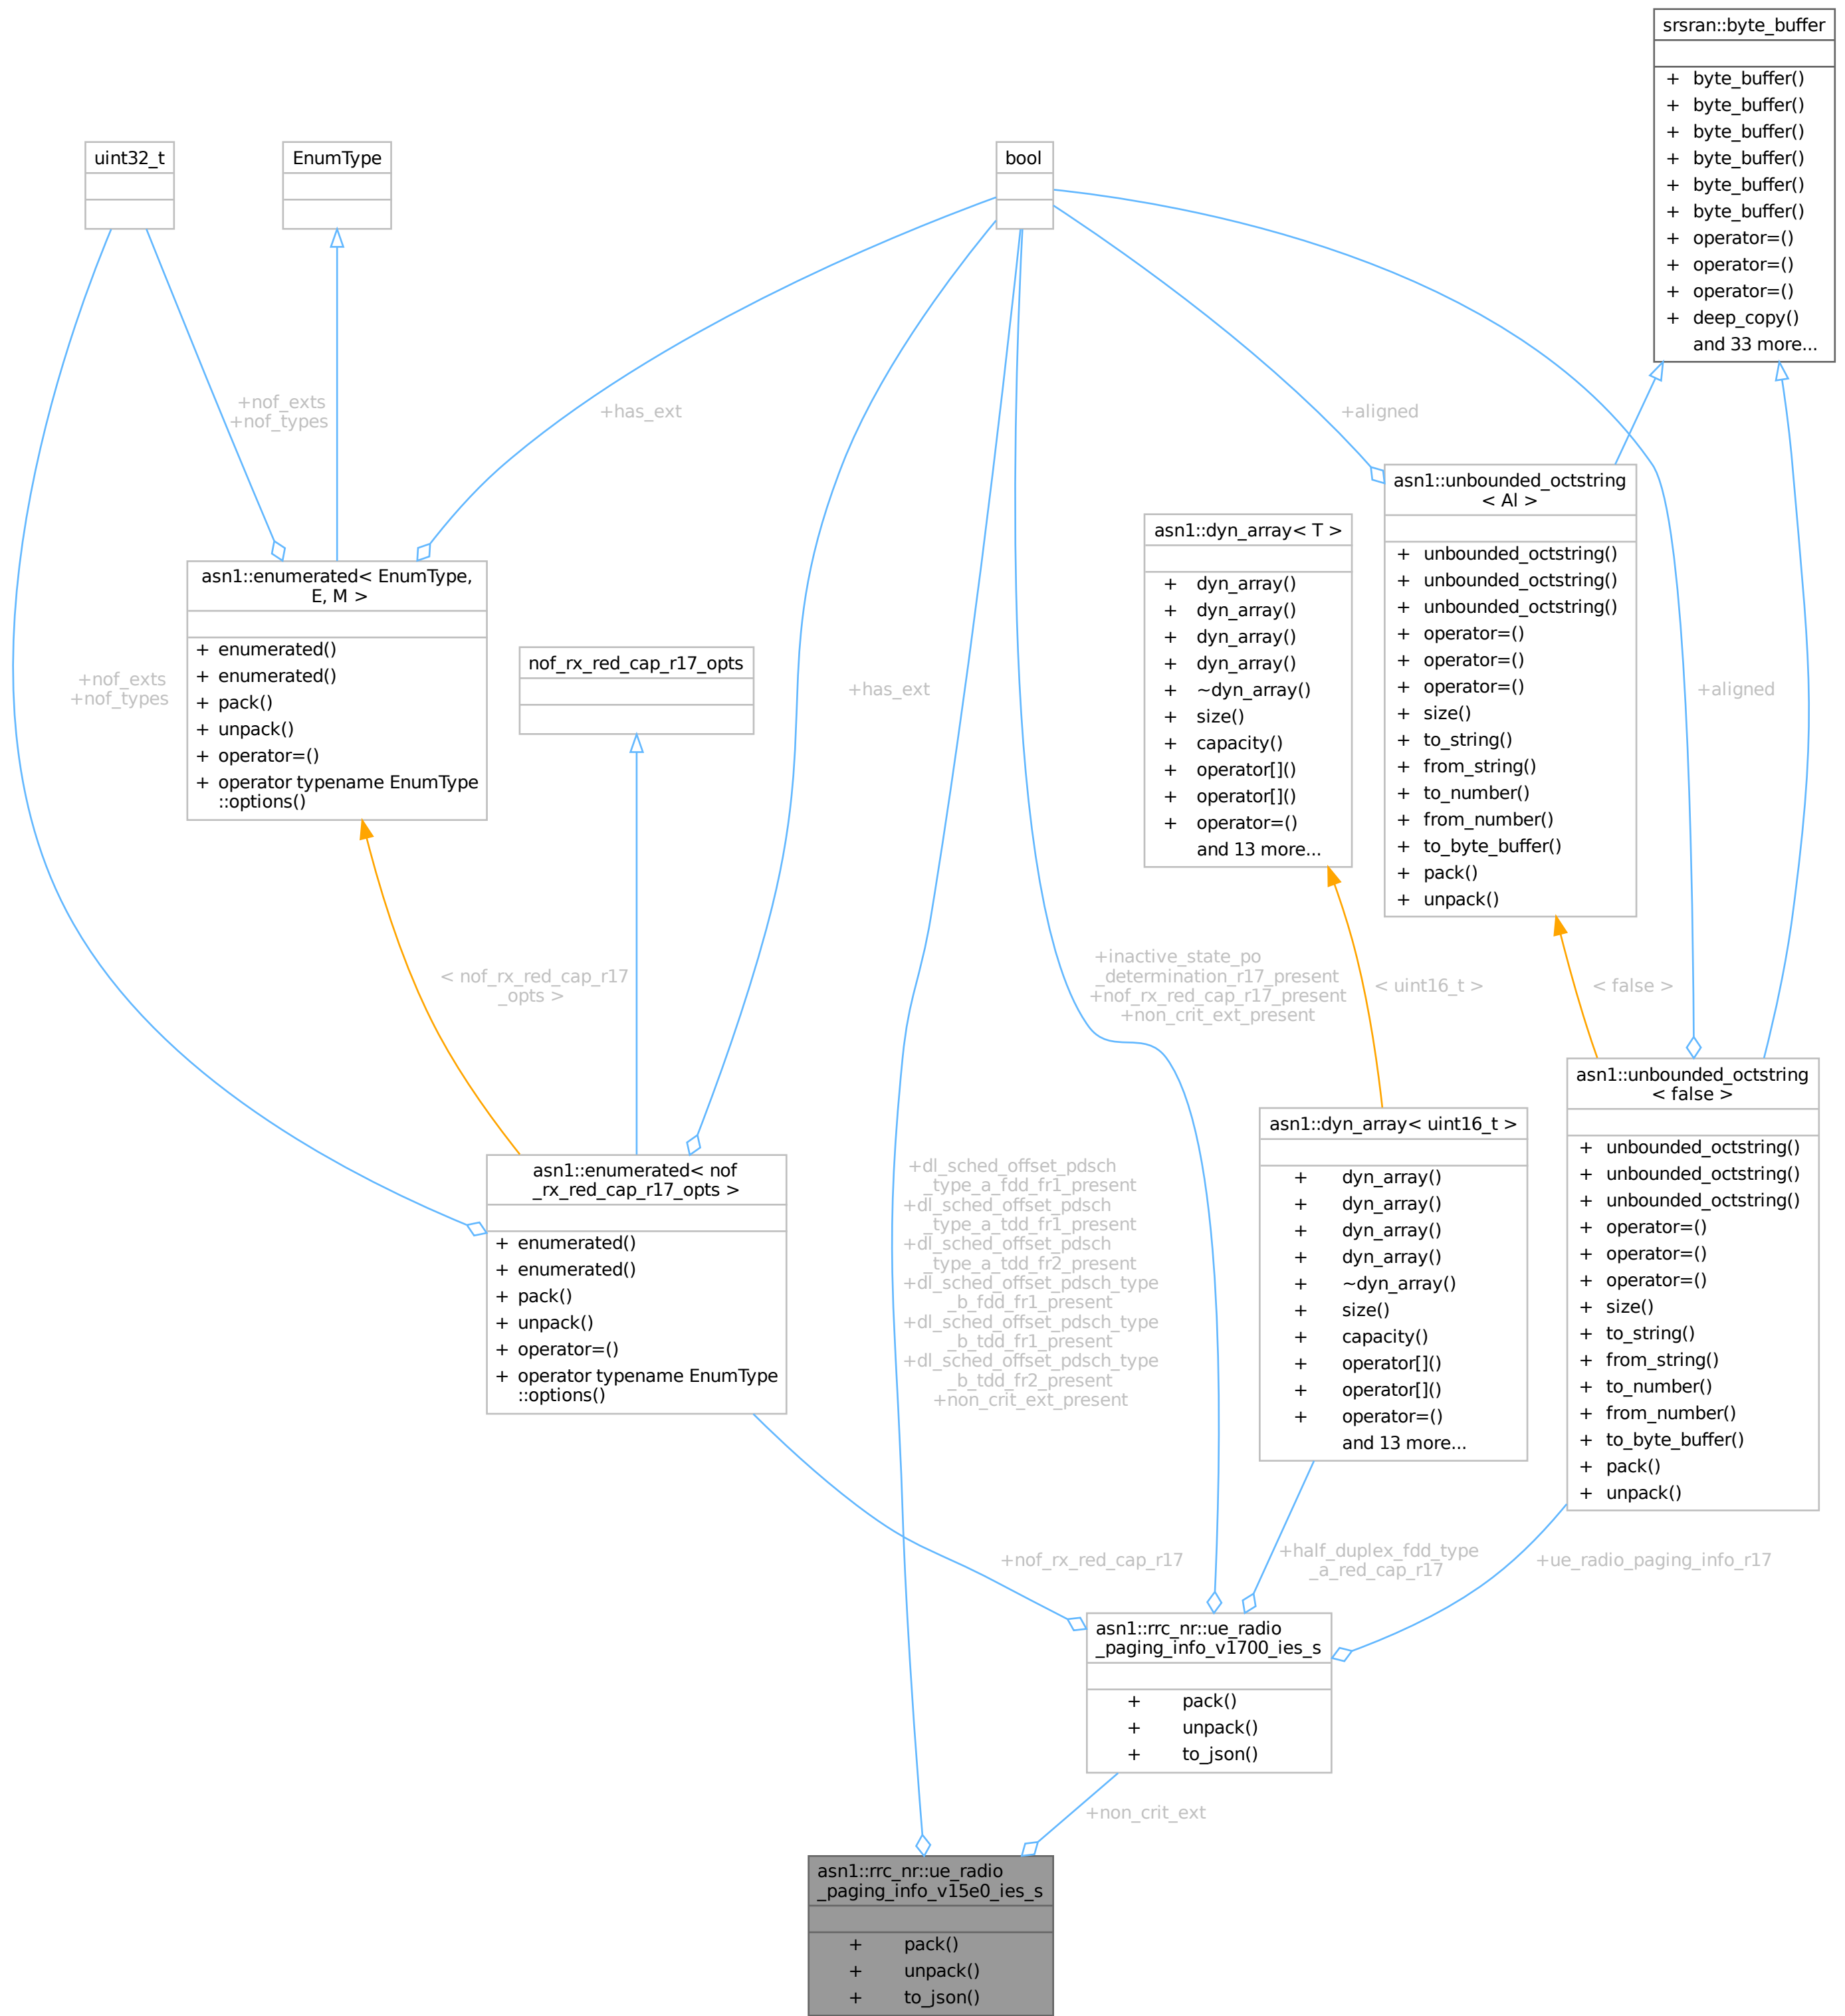 srsran::byte_buffer
+ byte_buffer()
+ byte_buffer()
+ byte_buffer()
+ byte_buffer()
+ byte_buffer()
+ byte_buffer()
+ operator=()
+ operator=()
+ operator=()
+ deep_copy()
and 33 more...
uint32_t
EnumType
bool
+nof_exts
+nof_types
+has_ext
+aligned
asn1::unbounded_octstring
< Al >
+ unbounded_octstring()
+ unbounded_octstring()
+ unbounded_octstring()
+ operator=()
+ operator=()
+ operator=()
+ size()
+ to_string()
+ from_string()
+ to_number()
+ from_number()
+ to_byte_buffer()
+ pack()
+ unpack()
asn1::dyn_array< T >
+ dyn_array()
+ dyn_array()
+ dyn_array()
+ dyn_array()
+ ~dyn_array()
+ size()
+ capacity()
+ operator[]()
+ operator[]()
+ operator=()
and 13 more...
asn1::enumerated< EnumType,
E, M >
+ enumerated()
+ enumerated()
+ pack()
+ unpack()
+ operator=()
+ operator typename EnumType
::options()
nof_rx_red_cap_r17_opts
+nof_exts
+nof_types
+has_ext
+aligned
< nof_rx_red_cap_r17
_opts >
+inactive_state_po
_determination_r17_present
+nof_rx_red_cap_r17_present
+non_crit_ext_present
< uint16_t >
< false >
asn1::unbounded_octstring
< false >
+ unbounded_octstring()
+ unbounded_octstring()
+ unbounded_octstring()
+ operator=()
+ operator=()
+ operator=()
+ size()
+ to_string()
+ from_string()
+ to_number()
+ from_number()
+ to_byte_buffer()
+ pack()
+ unpack()
asn1::dyn_array< uint16_t >
+ dyn_array()
+ dyn_array()
+ dyn_array()
+ dyn_array()
+ ~dyn_array()
+ size()
+ capacity()
+ operator[]()
+ operator[]()
+ operator=()
and 13 more...
asn1::enumerated< nof
_rx_red_cap_r17_opts >
+ enumerated()
+ enumerated()
+ pack()
+ unpack()
+ operator=()
+ operator typename EnumType
::options()
+dl_sched_offset_pdsch
_type_a_fdd_fr1_present
+dl_sched_offset_pdsch
_type_a_tdd_fr1_present
+dl_sched_offset_pdsch
_type_a_tdd_fr2_present
+dl_sched_offset_pdsch_type
_b_fdd_fr1_present
+dl_sched_offset_pdsch_type
_b_tdd_fr1_present
+dl_sched_offset_pdsch_type
_b_tdd_fr2_present
+non_crit_ext_present
+nof_rx_red_cap_r17
+half_duplex_fdd_type
_a_red_cap_r17
+ue_radio_paging_info_r17
asn1::rrc_nr::ue_radio
_paging_info_v1700_ies_s
+ pack()
+ unpack()
+ to_json()
+non_crit_ext
asn1::rrc_nr::ue_radio
_paging_info_v15e0_ies_s
+ pack()
+ unpack()
+ to_json()